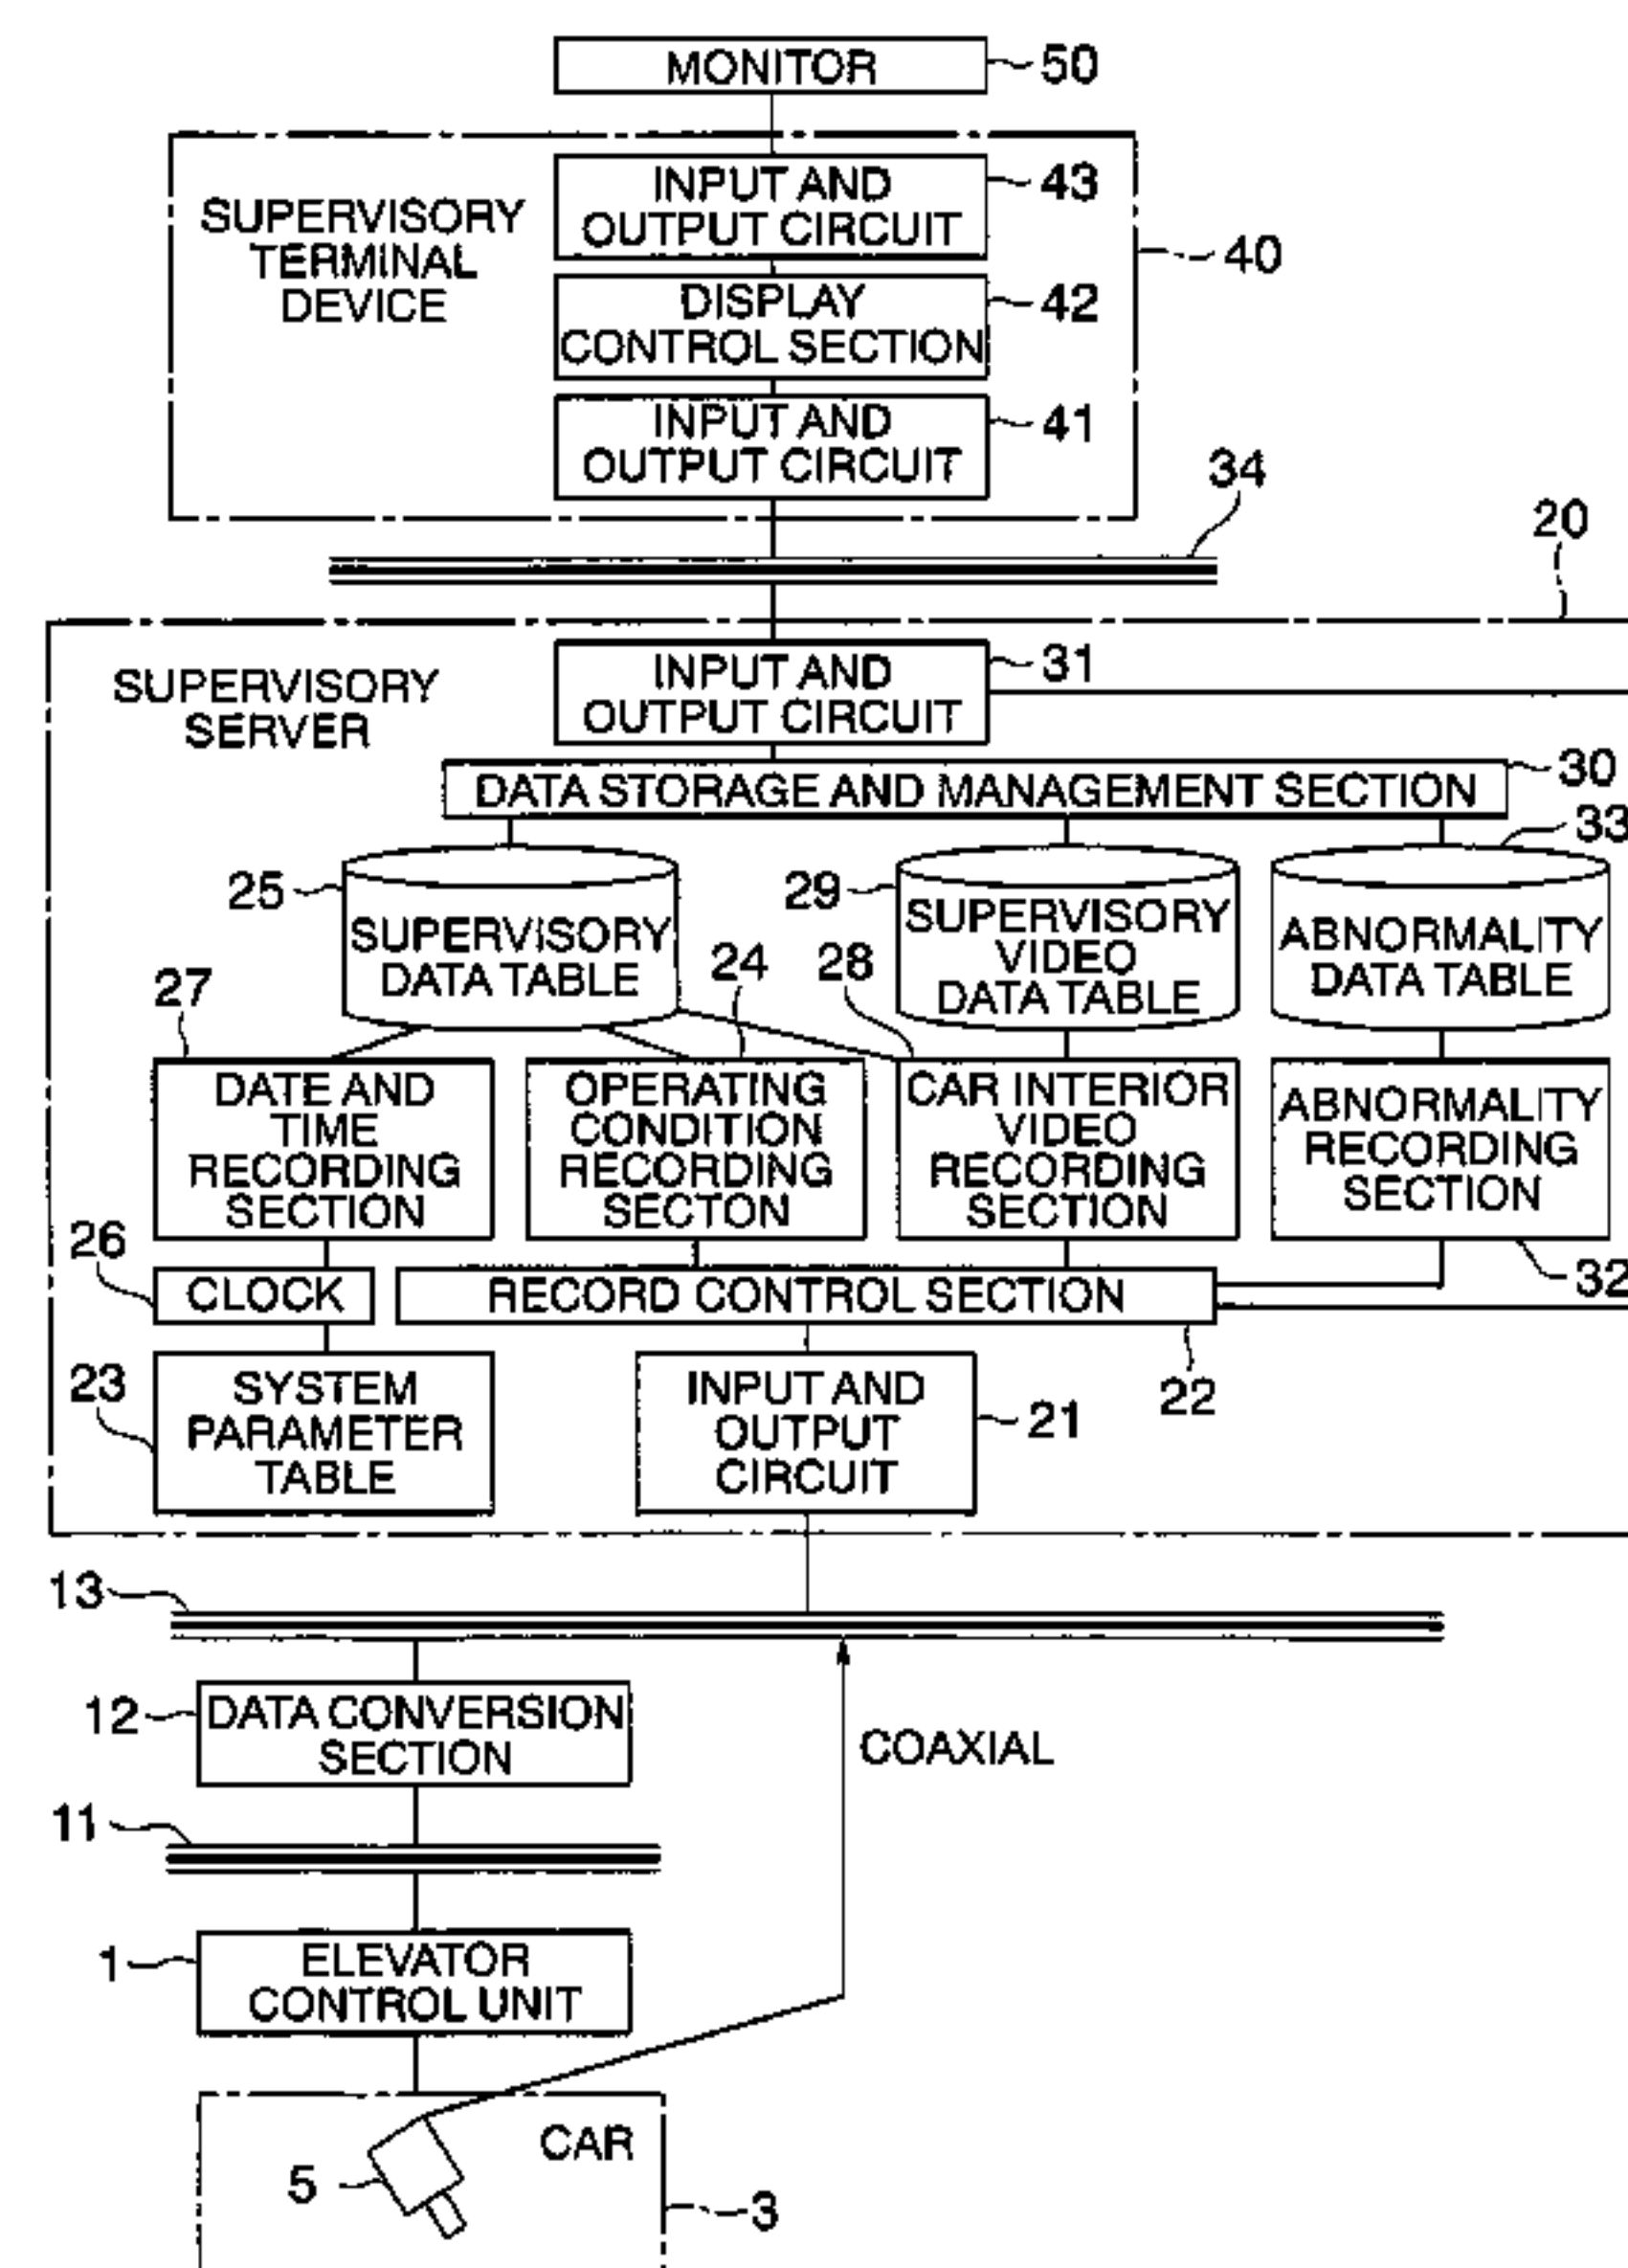 MONITOR
50
INPUT AND
OUTPUT CIRCUIT
43
SUPERVISORY
TERMINAL
DEVICE
40
DISPLAY
CONTROL SECTION
42
INPUT AND
OUTPUT CIRCUIT
41
34
20
SUPERVISORY
SERVER
INPUT AND
OUTPUT CIRCUIT
31
DATA STORAGE AND MANAGEMENT SECTION
30
33
25
SUPERVISORY
DATA TABLE
29
SUPERVISORY
VIDEO
DATA TABLE
ABNORMALITY
DATA TABLE
27
24
28
DATE AND
TIME
RECORDING
SECTION
OPERATING
CONDITION
RECORDING
SECTON
CAR INTERIOR
VIDEO
RECORDING
SECTION
ABNORMALITY
RECORDING
SECTION
26
CLOCK
RECORD CONTROL SECTION
32
23
SYSTEM
PARAMETER
TABLE
INPUT AND
OUTPUT
CIRCUIT
21
22
13
12
DATA CONVERSION
SECTION
COAXIAL
11
1
ELEVATOR
CONTROL UNIT
CAR
5
3